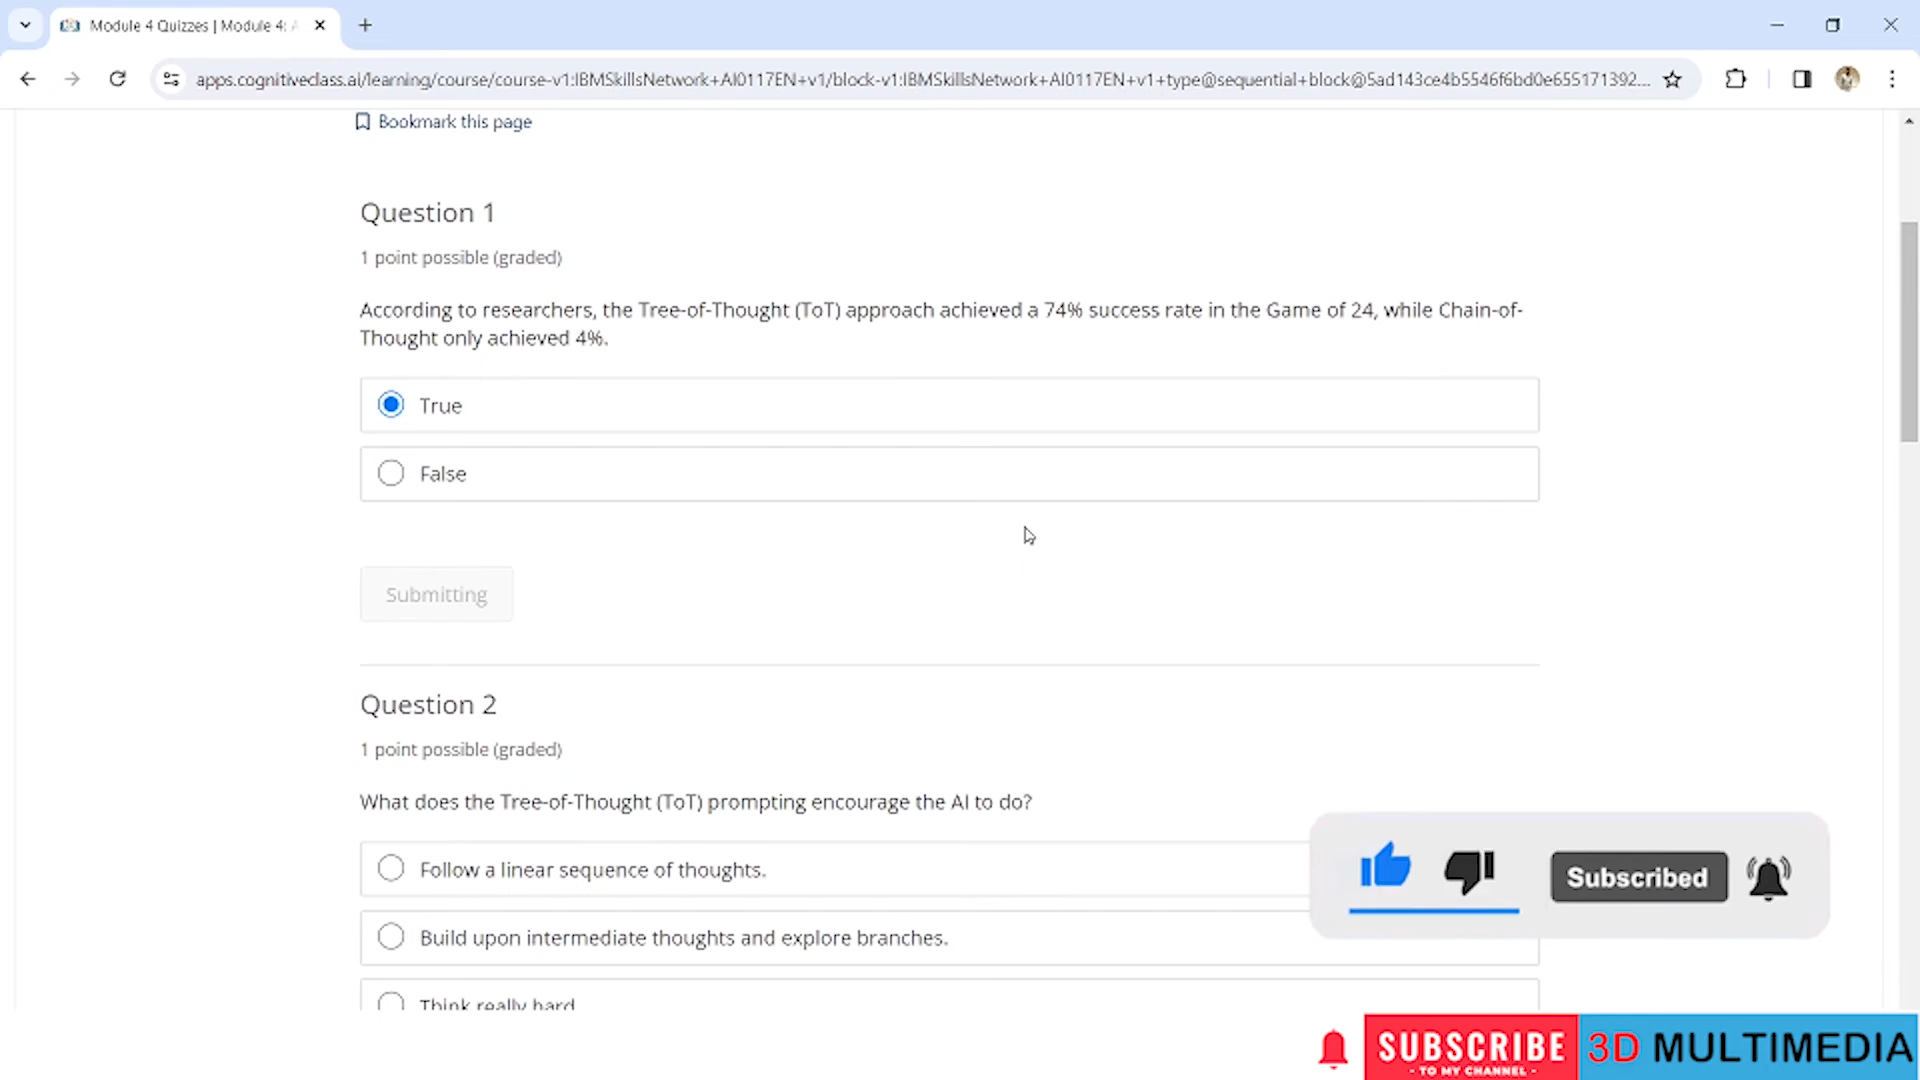 Module 4 Quizzes | Module 4: A
apps.cognitiveclass.ai/learning/course/course-v1:IBMSkillsNetwork+AI0117EN+v1/block-v1:IBMSkillsNetwork+AI0117EN+v1+type@sequential+block@5ad143ce4b5546f6bd0e655171392...
Bookmark this page
Question 1
1 point possible (graded)
According to researchers, the Tree-of-Thought (ToT) approach achieved a 74% success rate in the Game of 24, while Chain-of-
Thought only achieved 4%.
True
False
Submitting
Question 2
1 point possible (graded)
What does the Tree-of-Thought (ToT) prompting encourage the AI to do?
Follow a linear sequence of thoughts.
Build upon intermediate thoughts and explore branches.
Subscribed
Think really hard
SUBSCRIBE
- TO MY CHANNEL -
3D MULTIMEDIA